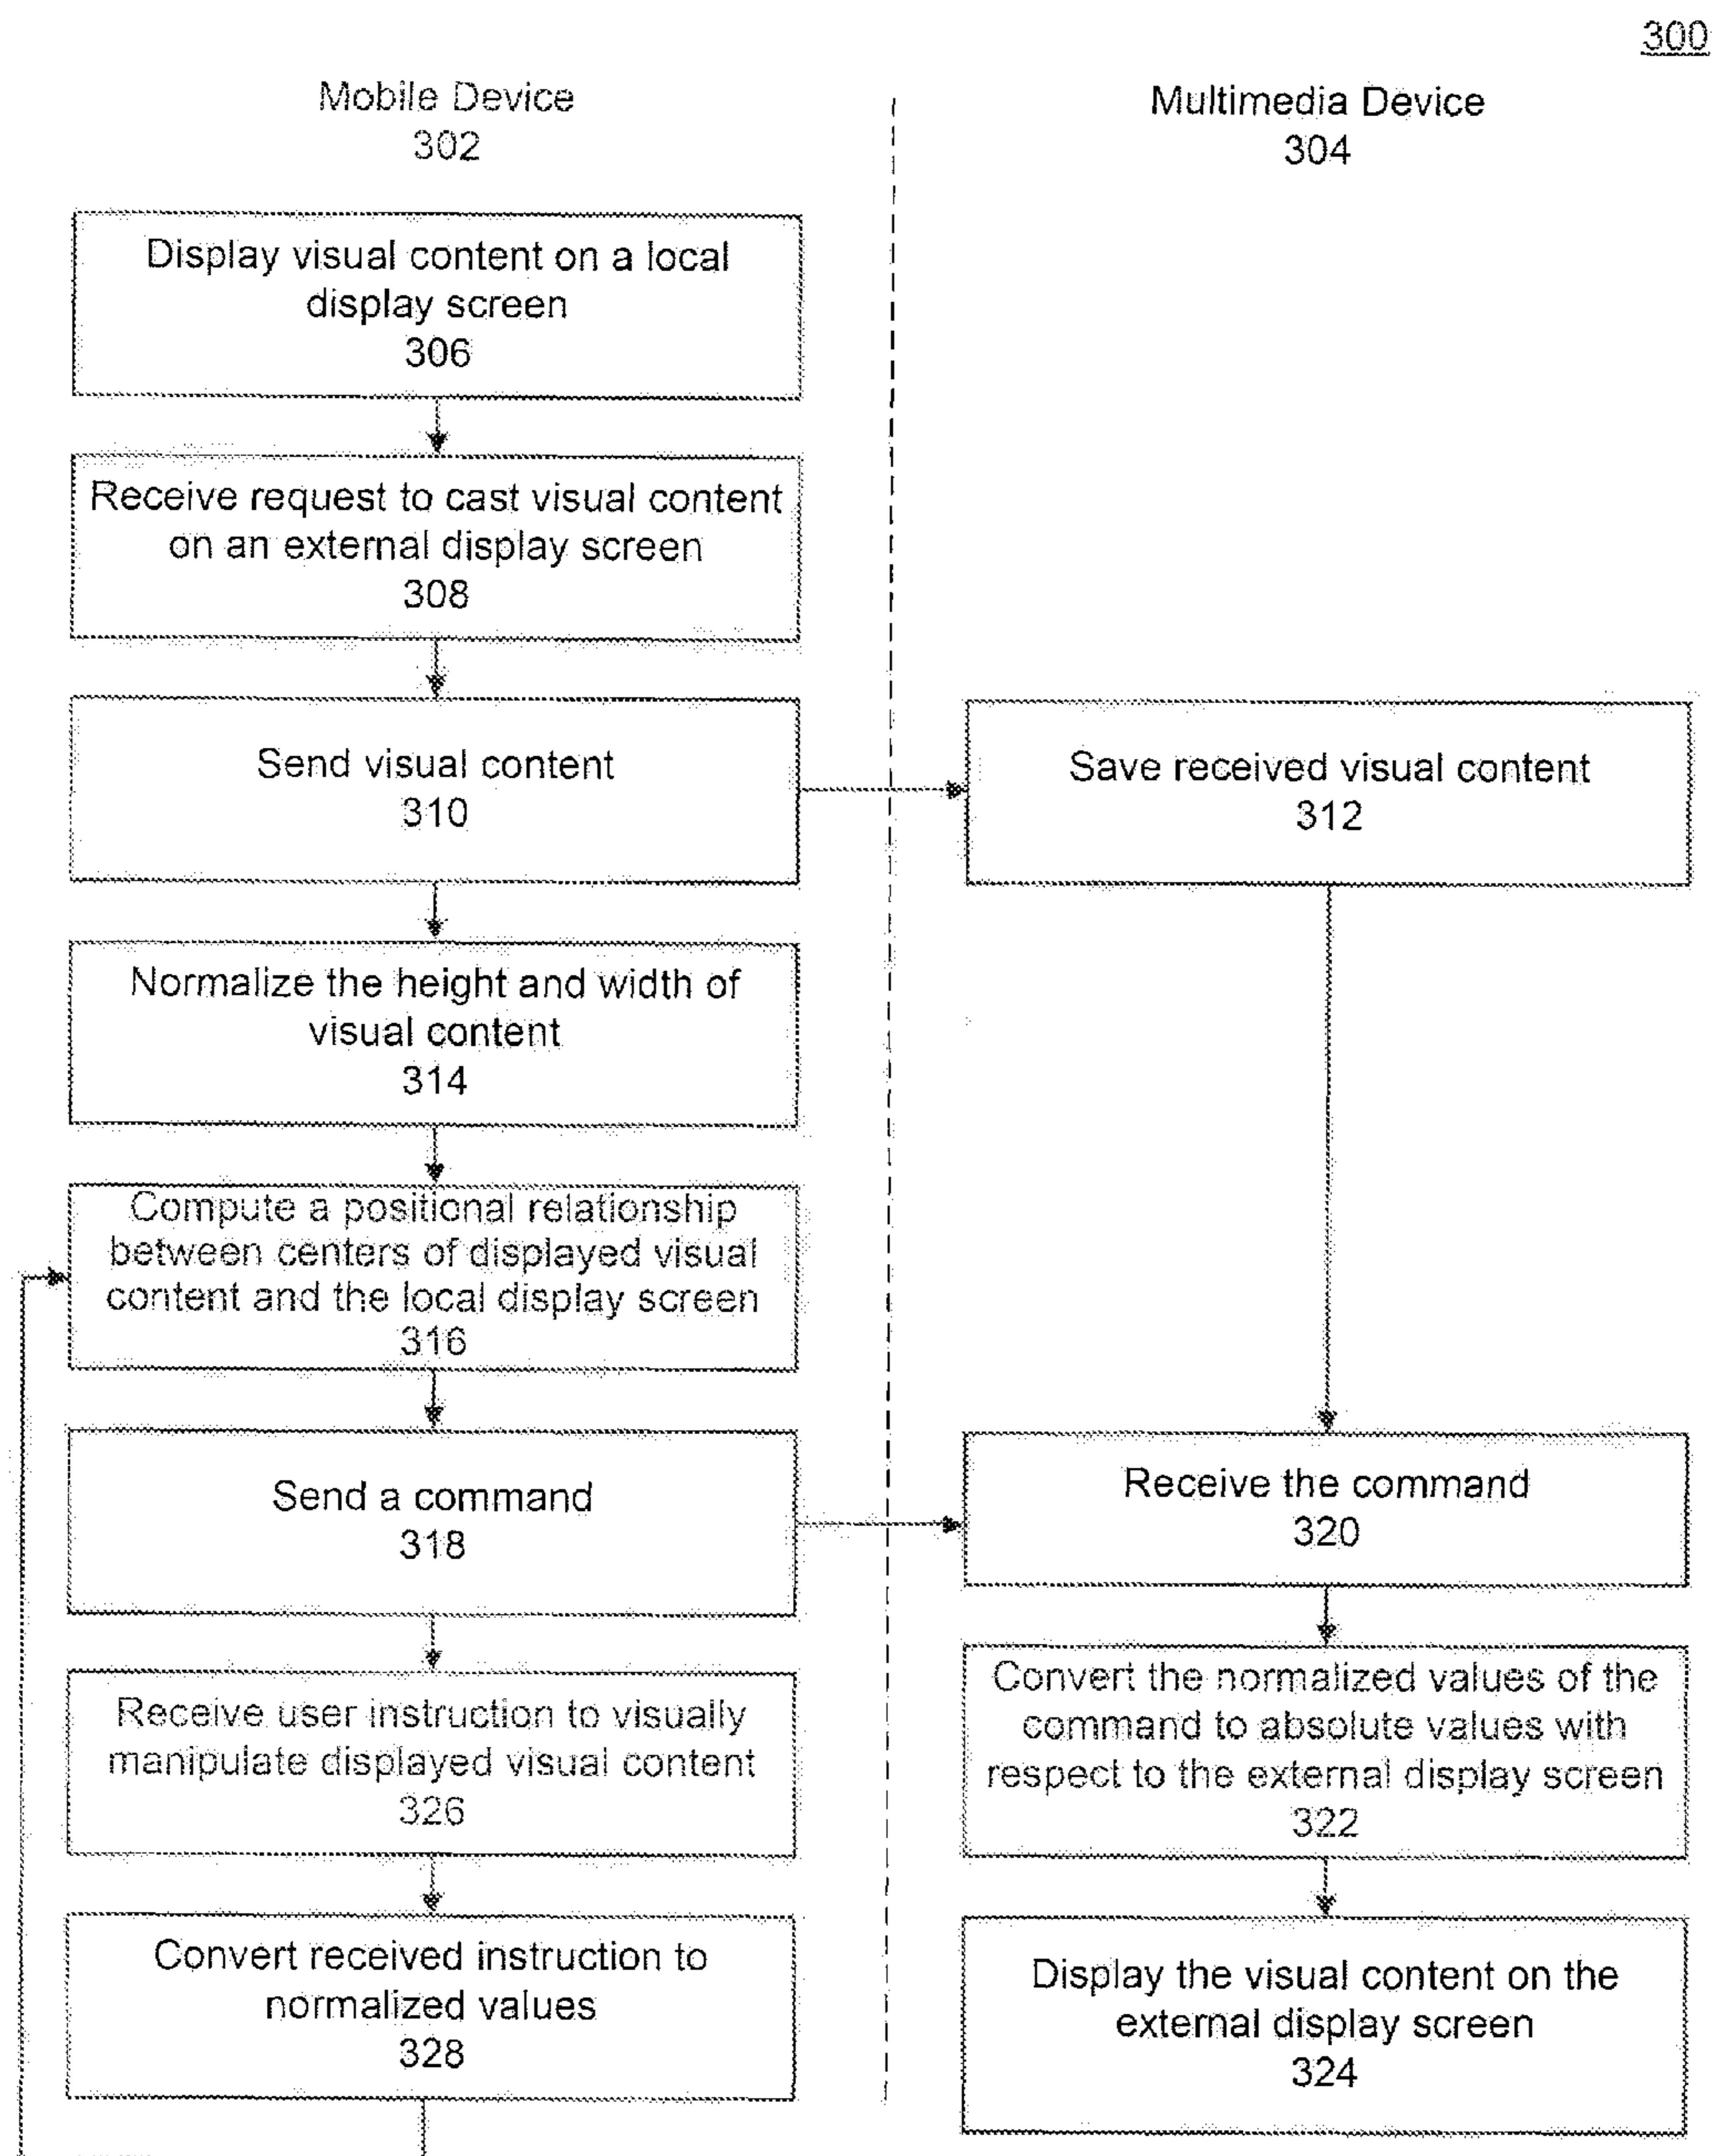 300
Mobile Device
302
Multimedia Device
304
Display visual content on a local
display screen
306
Receive request to cast visual content
on an external display screen
308
Send visual content
310
Save received visual content
312
Normalize the height and width of
visual content
314
Compute a positional relationship
between centers of displayed visual
content and the local display screen
316
Send a command
318
Receive the command
320
Receive user instruction to visually
manipulate displayed visual content
326
Convert the normalized values of the
command to absolute values with
respect to the external display screen
322
Convert received instruction to
normalized values
328
Display the visual content on the
external display screen
324